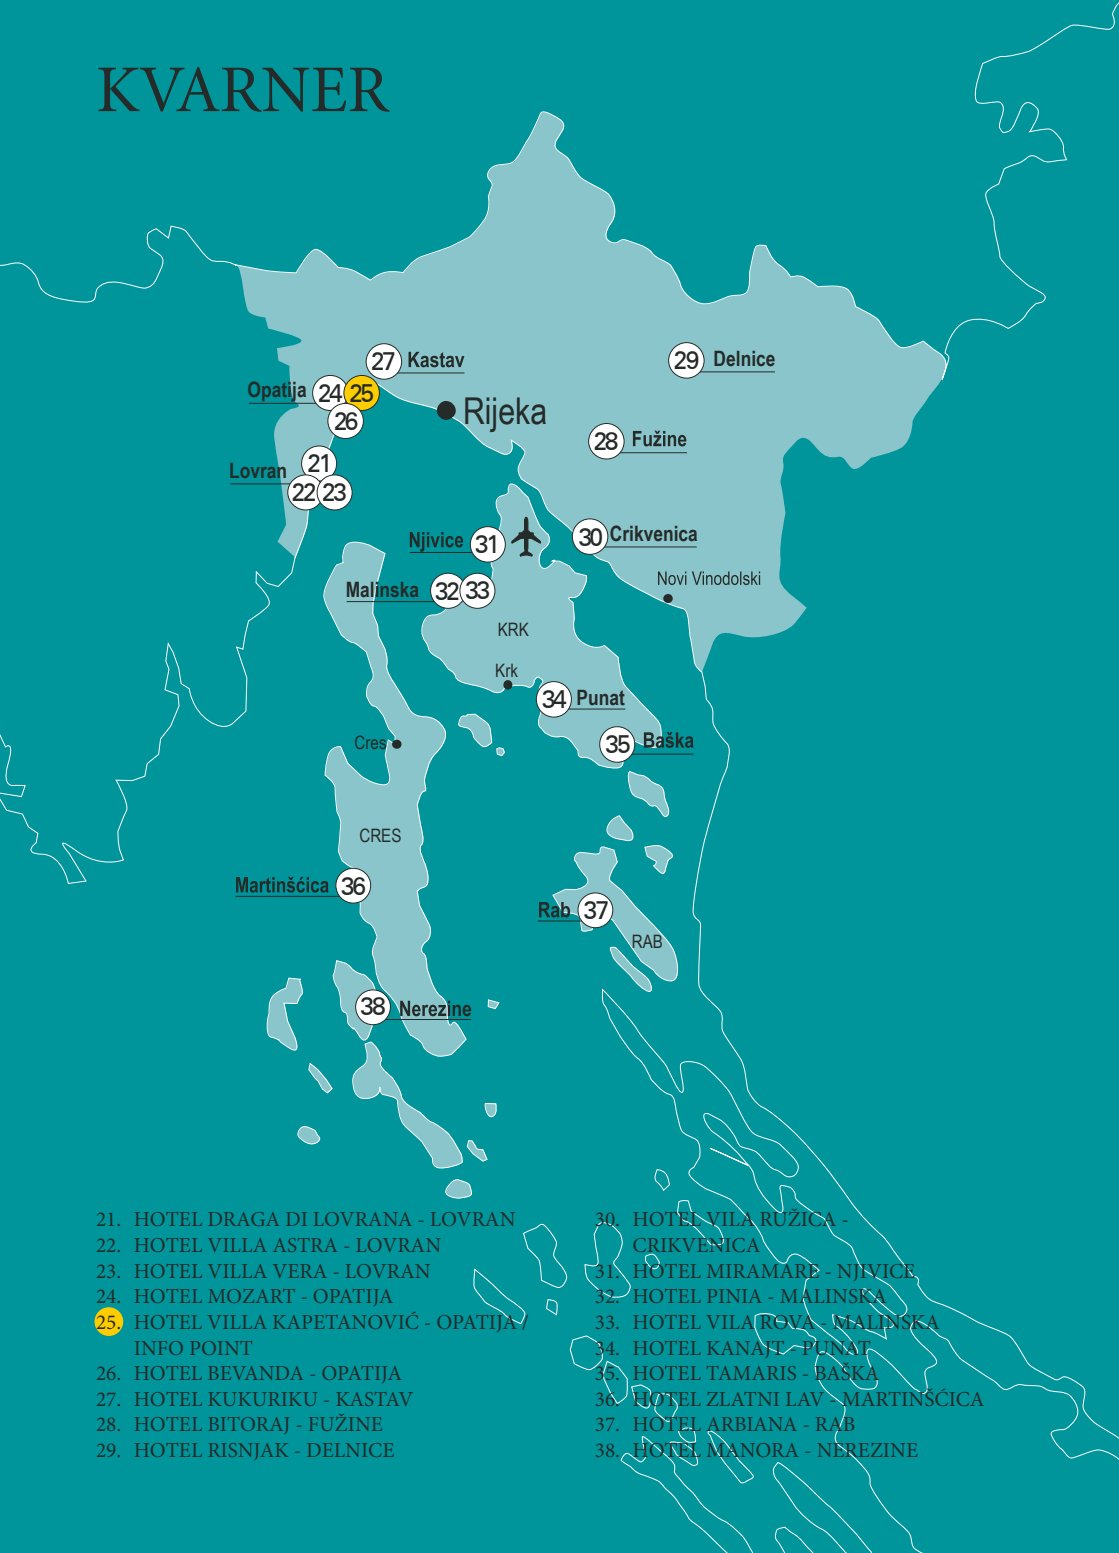 KVARNER
27 Kastav
29 Delnice
Opatija 24 25
26
Rijeka
28 Fužine
21
Lovran
22 23
30 Crikvenica
Njivice 31
Novi Vinodolski
Malinska 32 33
KRK
Krk
34 Punat
35 Baška
Cres
CRES
Martinšćica 36
Rab 37
RAB
38 Nerezine
21. HOTEL DRAGA DI LOVRANA - LOVRAN
22. HOTEL VILLA ASTRA - LOVRAN
23. HOTEL VILLA VERA - LOVRAN
24. HOTEL MOZART - OPATIJA
25. HOTEL VILLA KAPETANOVIĆ - OPATIJA /
INFO POINT
26. HOTEL BEVANDA - OPATIJA
27. HOTEL KUKURIKU - KASTAV
28. HOTEL BITORAJ - FUŽINE
29. HOTEL RISNJAK - DELNICE
30. HOTEL VILA RUŽICA -
CRIKVENICA
31. HOTEL MIRAMARE - NJIVICE
32. HOTEL PINIA - MALINSKA
33. HOTEL VILA ROVA - MALINSKA
34. HOTEL KANAJT - PUNAT
35. HOTEL TAMARIS - BAŠKA
36. HOTEL ZLATNI LAV - MARTINŠĆICA
37. HOTEL ARBIANA - RAB
38. HOTEL MANORA - NEREZINE